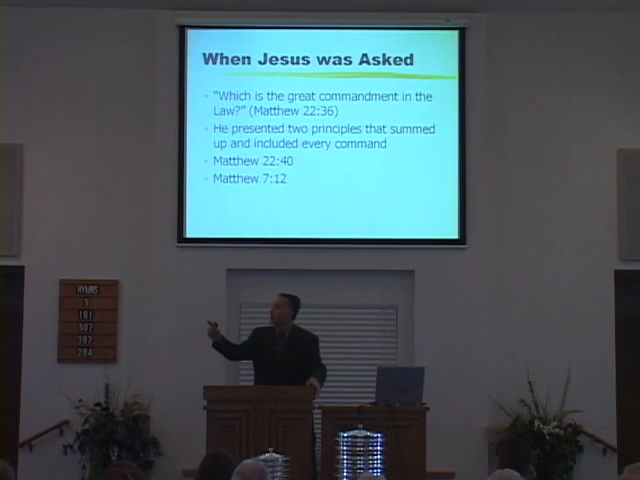 When Jesus was Asked
"Which is the great commandment in the
Law?" (Matthew 22:36)
He presented two principles that summed
up and included every command
Matthew 22:40
Matthew 7:12
HYMNS
5
101
507
397
294